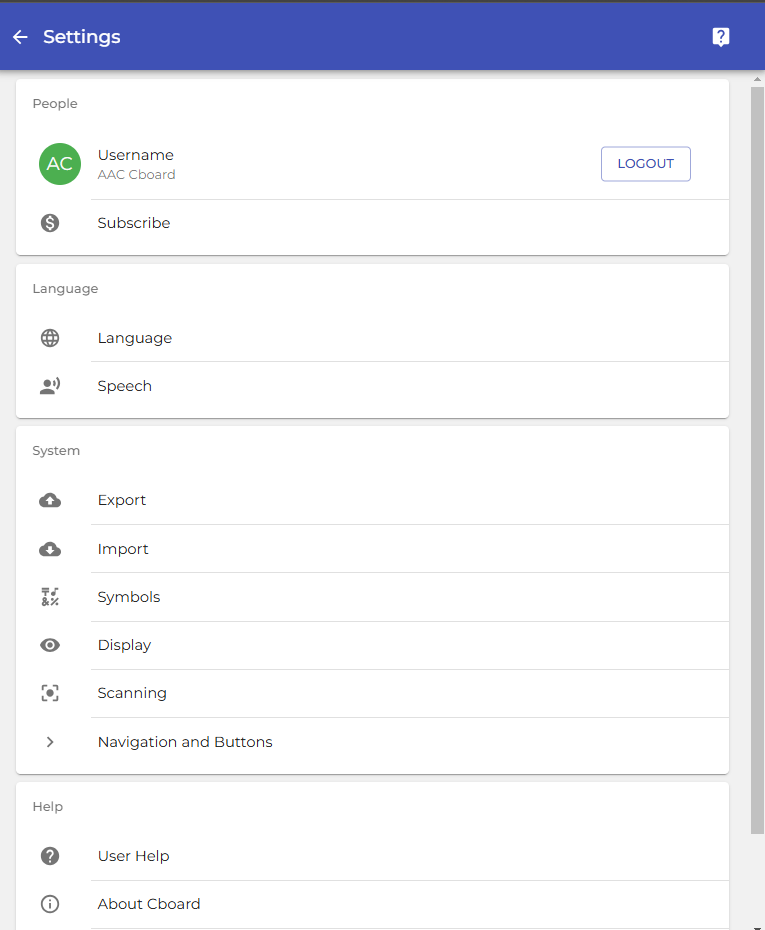 Settings
People
AC
Username
AAC Cboard
LOGOUT
Subscribe
Language
Language
Speech
System
Export
Import
Symbols
Display
Scanning
Navigation and Buttons
Help
User Help
About Cboard